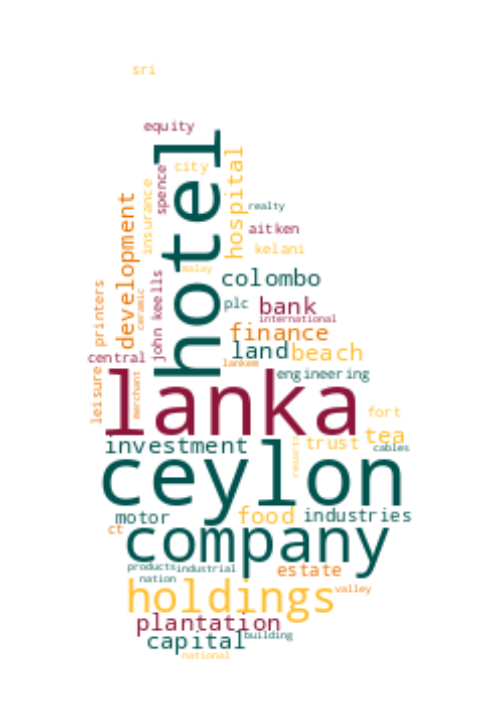 sri
equity
hotel
city
hospital
spence
insurance
development
realty
aitken
kelani
malay
john keells
colombo
printers
ceramic
plc
bank
international
finance
land
beach
central
lankem
engineering
leisure
merchant
lanka
fort
tea
trust
investment
resorts
cables
ceylon
motor
food
industries
ct
company
products
industrial
nation
estate
holdings
valley
plantation
capital
building
national